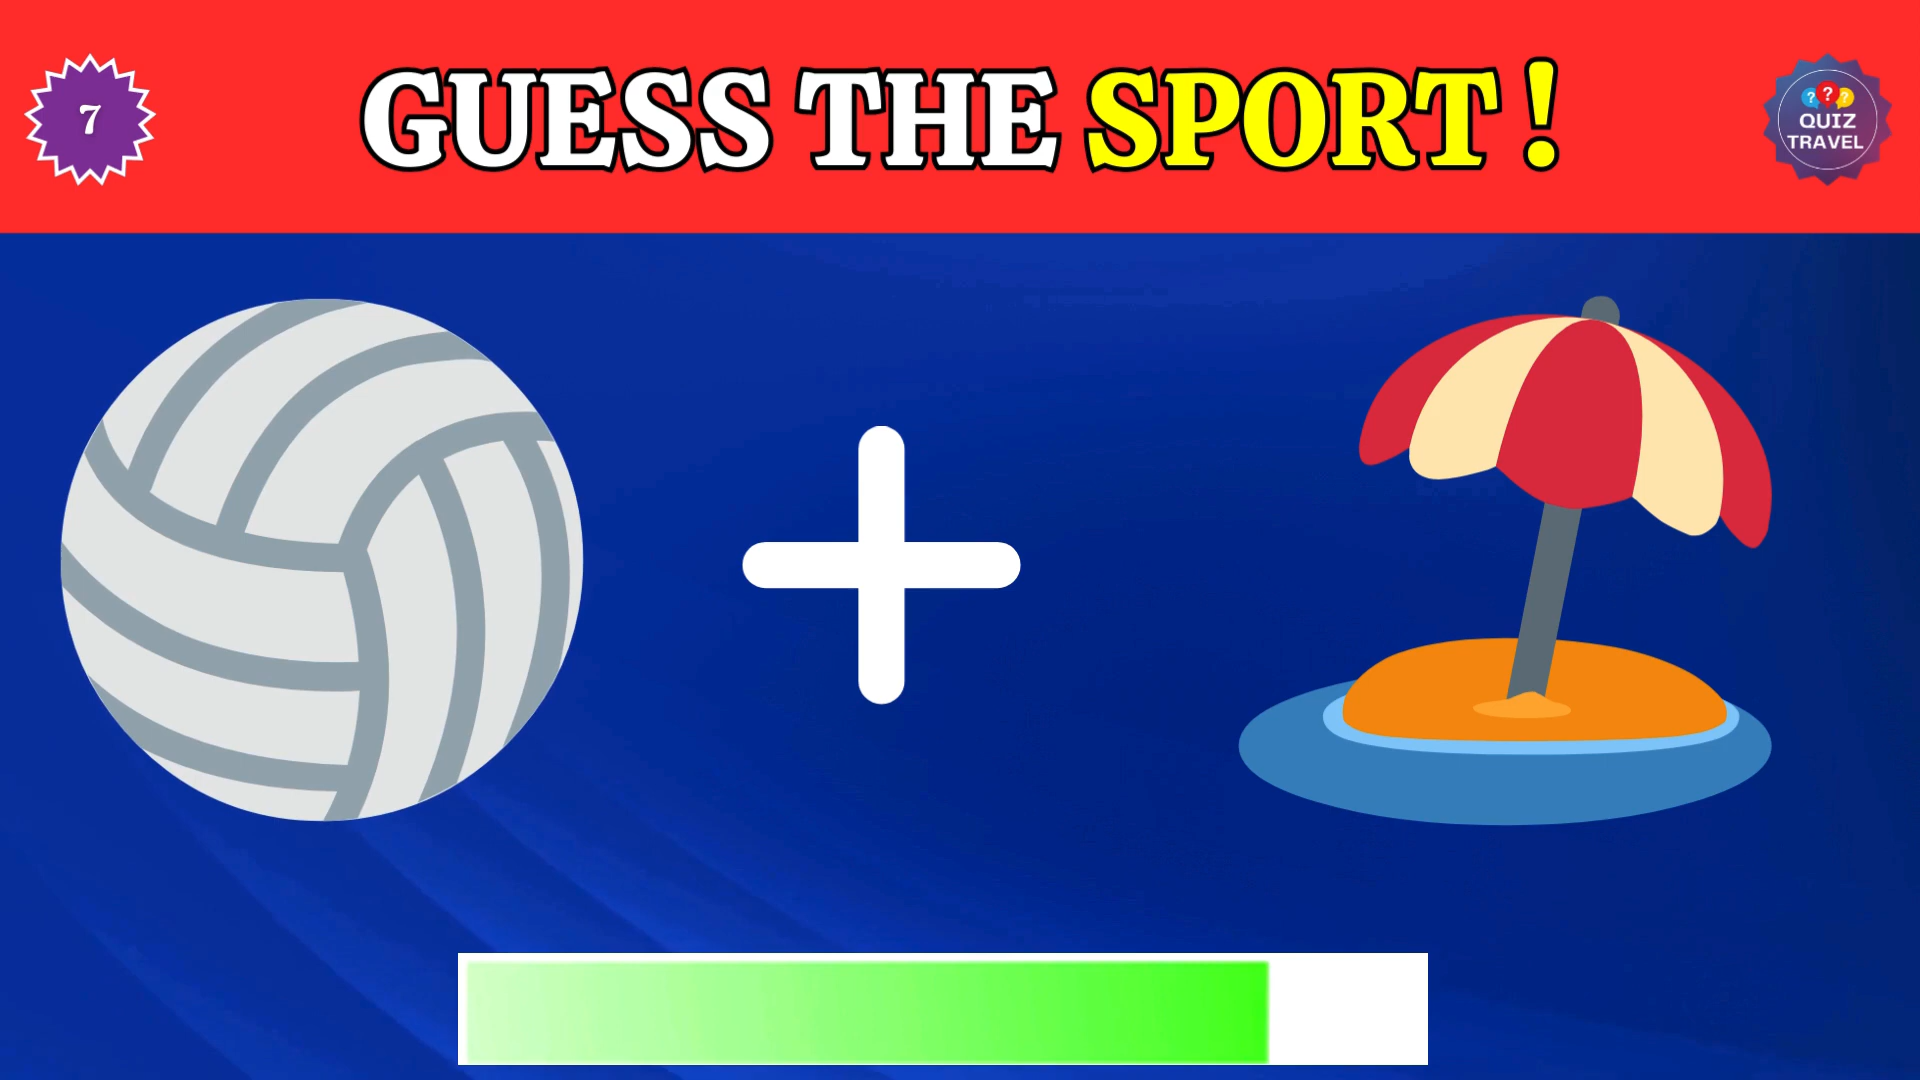 7
GUESS THE SPORT!
? ? ?
QUIZ
TRAVEL